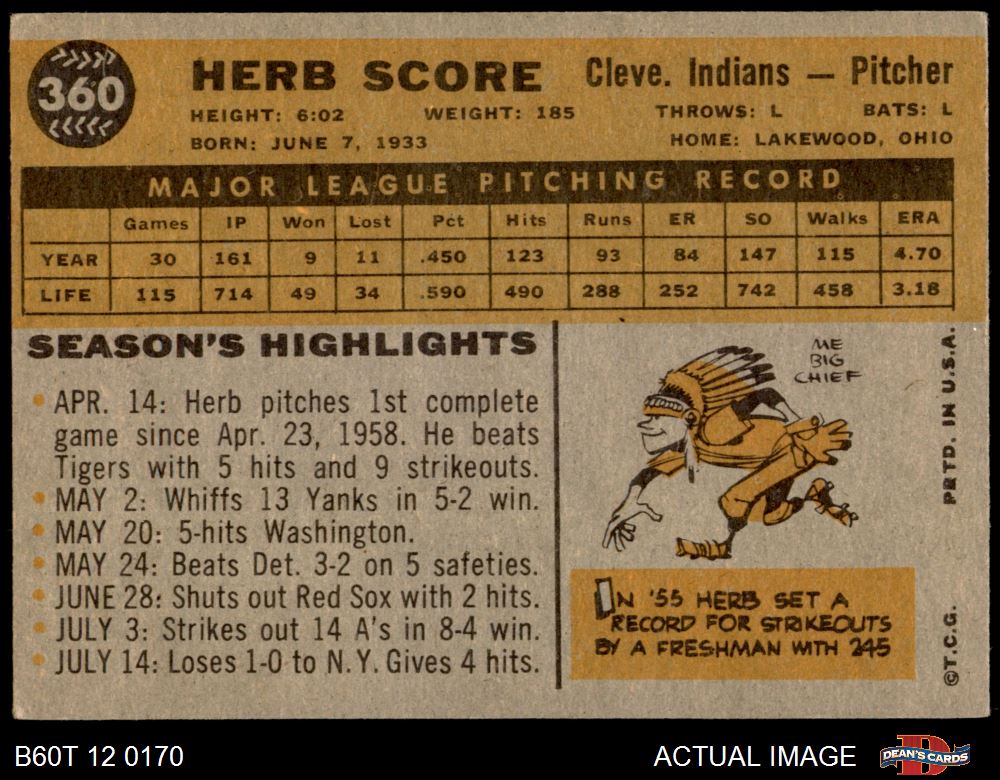 360
HERB SCORE Cleve. Indians — Pitcher
HEIGHT: 6:02 WEIGHT: 185 THROWS: L BATS: L
BORN: JUNE 7, 1933 HOME: LAKEWOOD, OHIO
MAJOR LEAGUE PITCHING RECORD
Games IP Won Lost Pct Hits Runs ER SO Walks ERA
YEAR 30 161 9 11 .450 123 93 84 147 115 4.70
LIFE 115 714 49 34 .590 490 288 252 742 458 3.18
SEASON'S HIGHLIGHTS
• APR. 14: Herb pitches 1st complete
game since Apr. 23, 1958. He beats
Tigers with 5 hits and 9 strikeouts.
• MAY 2: Whiffs 13 Yanks in 5-2 win.
• MAY 20: 5-hits Washington.
• MAY 24: Beats Det. 3-2 on 5 safeties.
• JUNE 28: Shuts out Red Sox with 2 hits.
• JULY 3: Strikes out 14 A's in 8-4 win.
• JULY 14: Loses 1-0 to N.Y. Gives 4 hits.
ME
BIG
CHIEF
IN '55 HERB SET A
RECORD FOR STRIKEOUTS
BY A FRESHMAN WITH 245
©T.C.G. PRTD. IN U.S.A.
B60T 12 0170 ACTUAL IMAGE DEAN'S CARDS